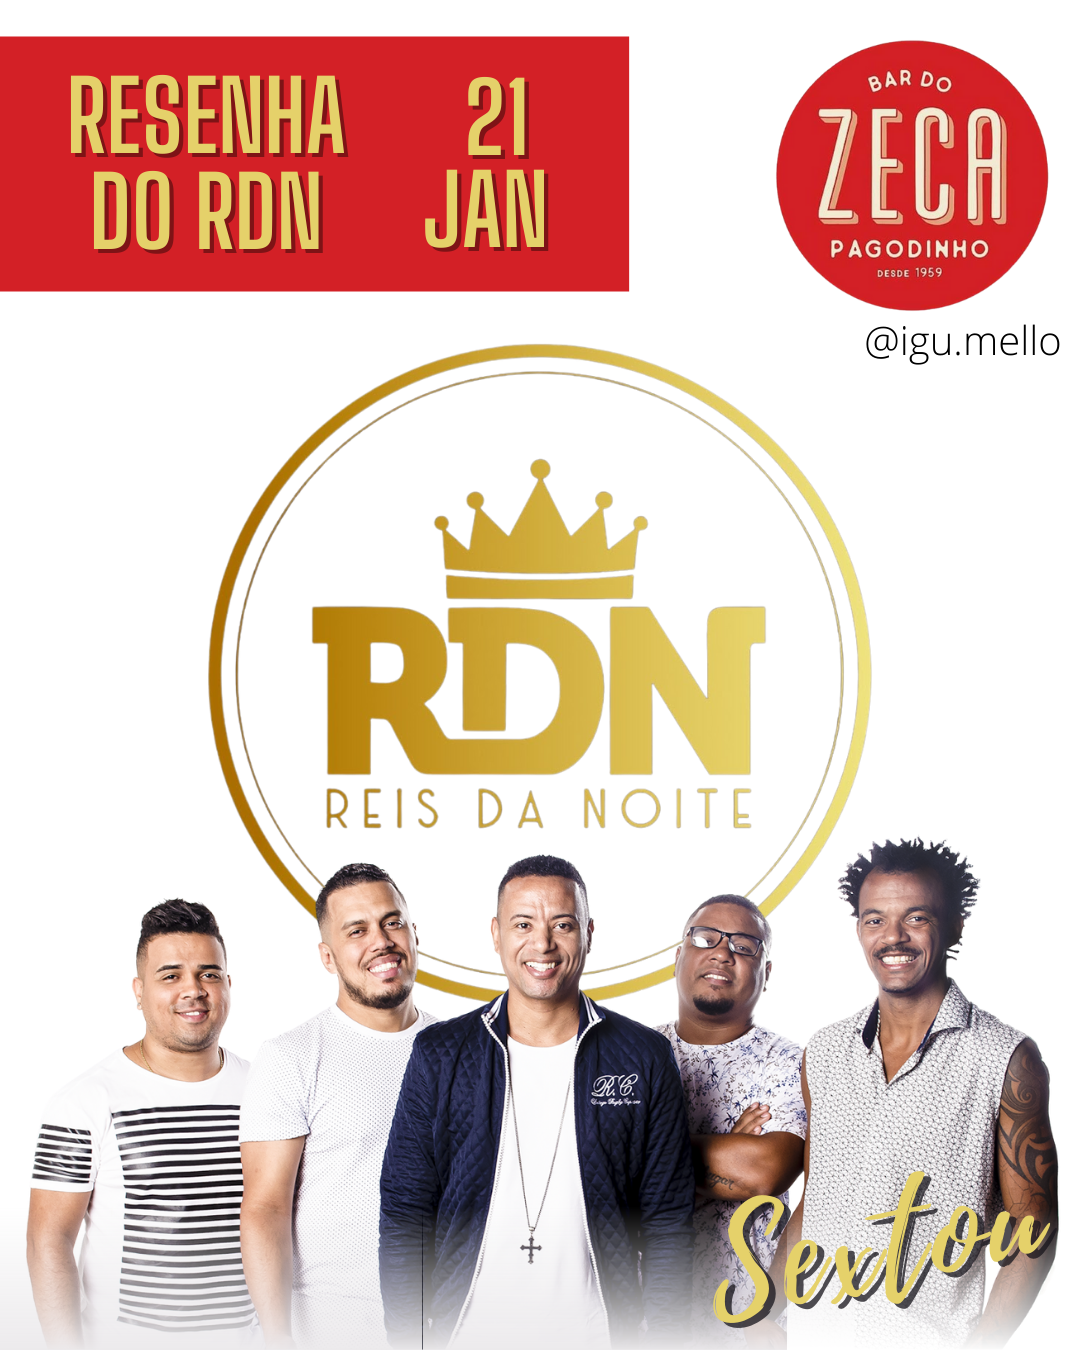 RESENHA
DO RDN
21
JAN
BAR DO
ZECA
PAGODINHO
DESDE 1959
@igu.mello
RDN
REIS DA NOITE
R.C.
Sextou